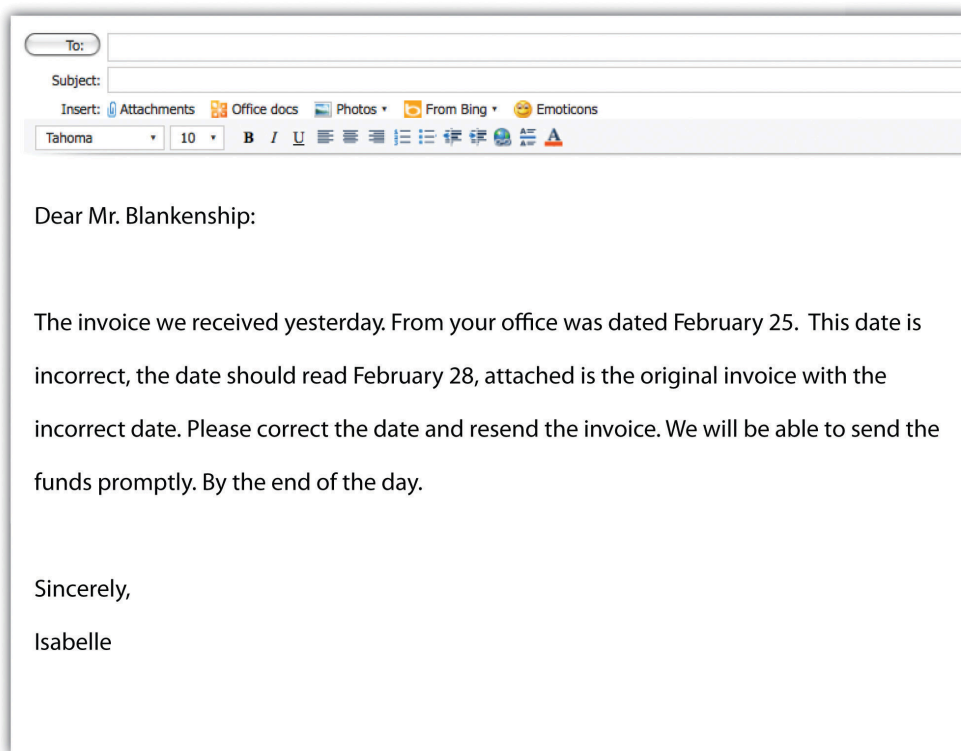 To:
Subject:
Insert: Attachments Office docs Photos From Bing Emoticons
Tahoma 10 B I U A
Dear Mr. Blankenship:
The invoice we received yesterday. From your office was dated February 25. This date is
incorrect, the date should read February 28, attached is the original invoice with the
incorrect date. Please correct the date and resend the invoice. We will be able to send the
funds promptly. By the end of the day.
Sincerely,
Isabelle